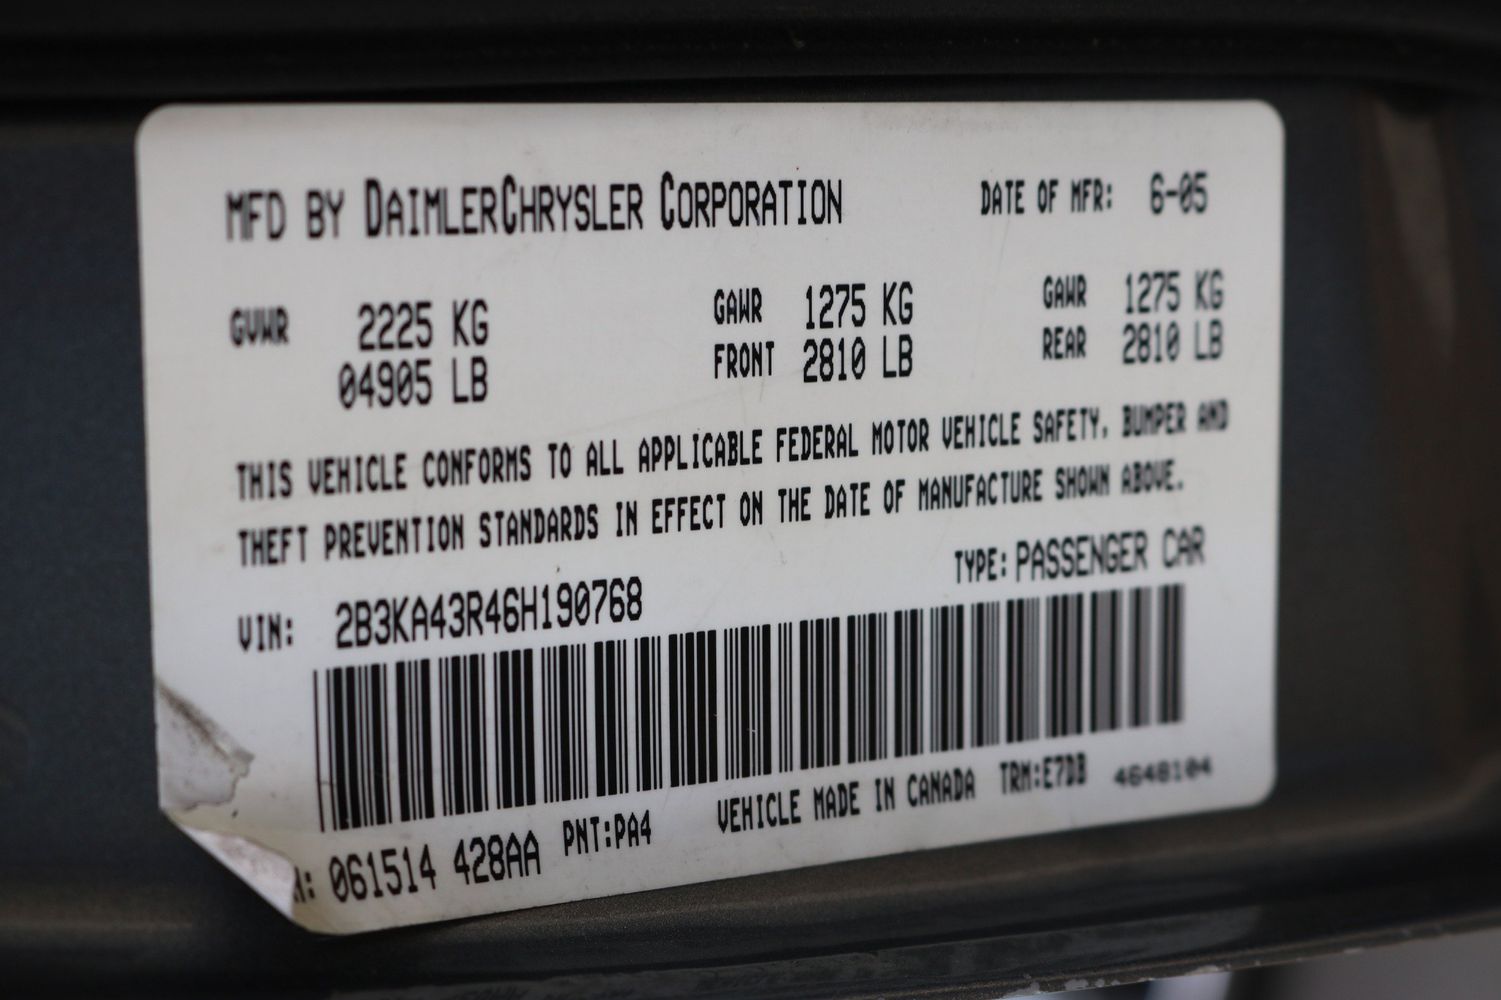 MFD BY DAIMLERCHRYSLER CORPORATION DATE OF MFR: 6-05
GVWR 2225 KG GAWR 1275 KG GAWR 1275 KG
04905 LB FRONT 2810 LB REAR 2810 LB
THIS VEHICLE CONFORMS TO ALL APPLICABLE FEDERAL MOTOR VEHICLE SAFETY, BUMPER AND
THEFT PREVENTION STANDARDS IN EFFECT ON THE DATE OF MANUFACTURE SHOWN ABOVE.
VIN: 2B3KA43R46H190768 TYPE: PASSENGER CAR
: 061514 428AA PNT:PA4 VEHICLE MADE IN CANADA TRM:E7DB 4648104